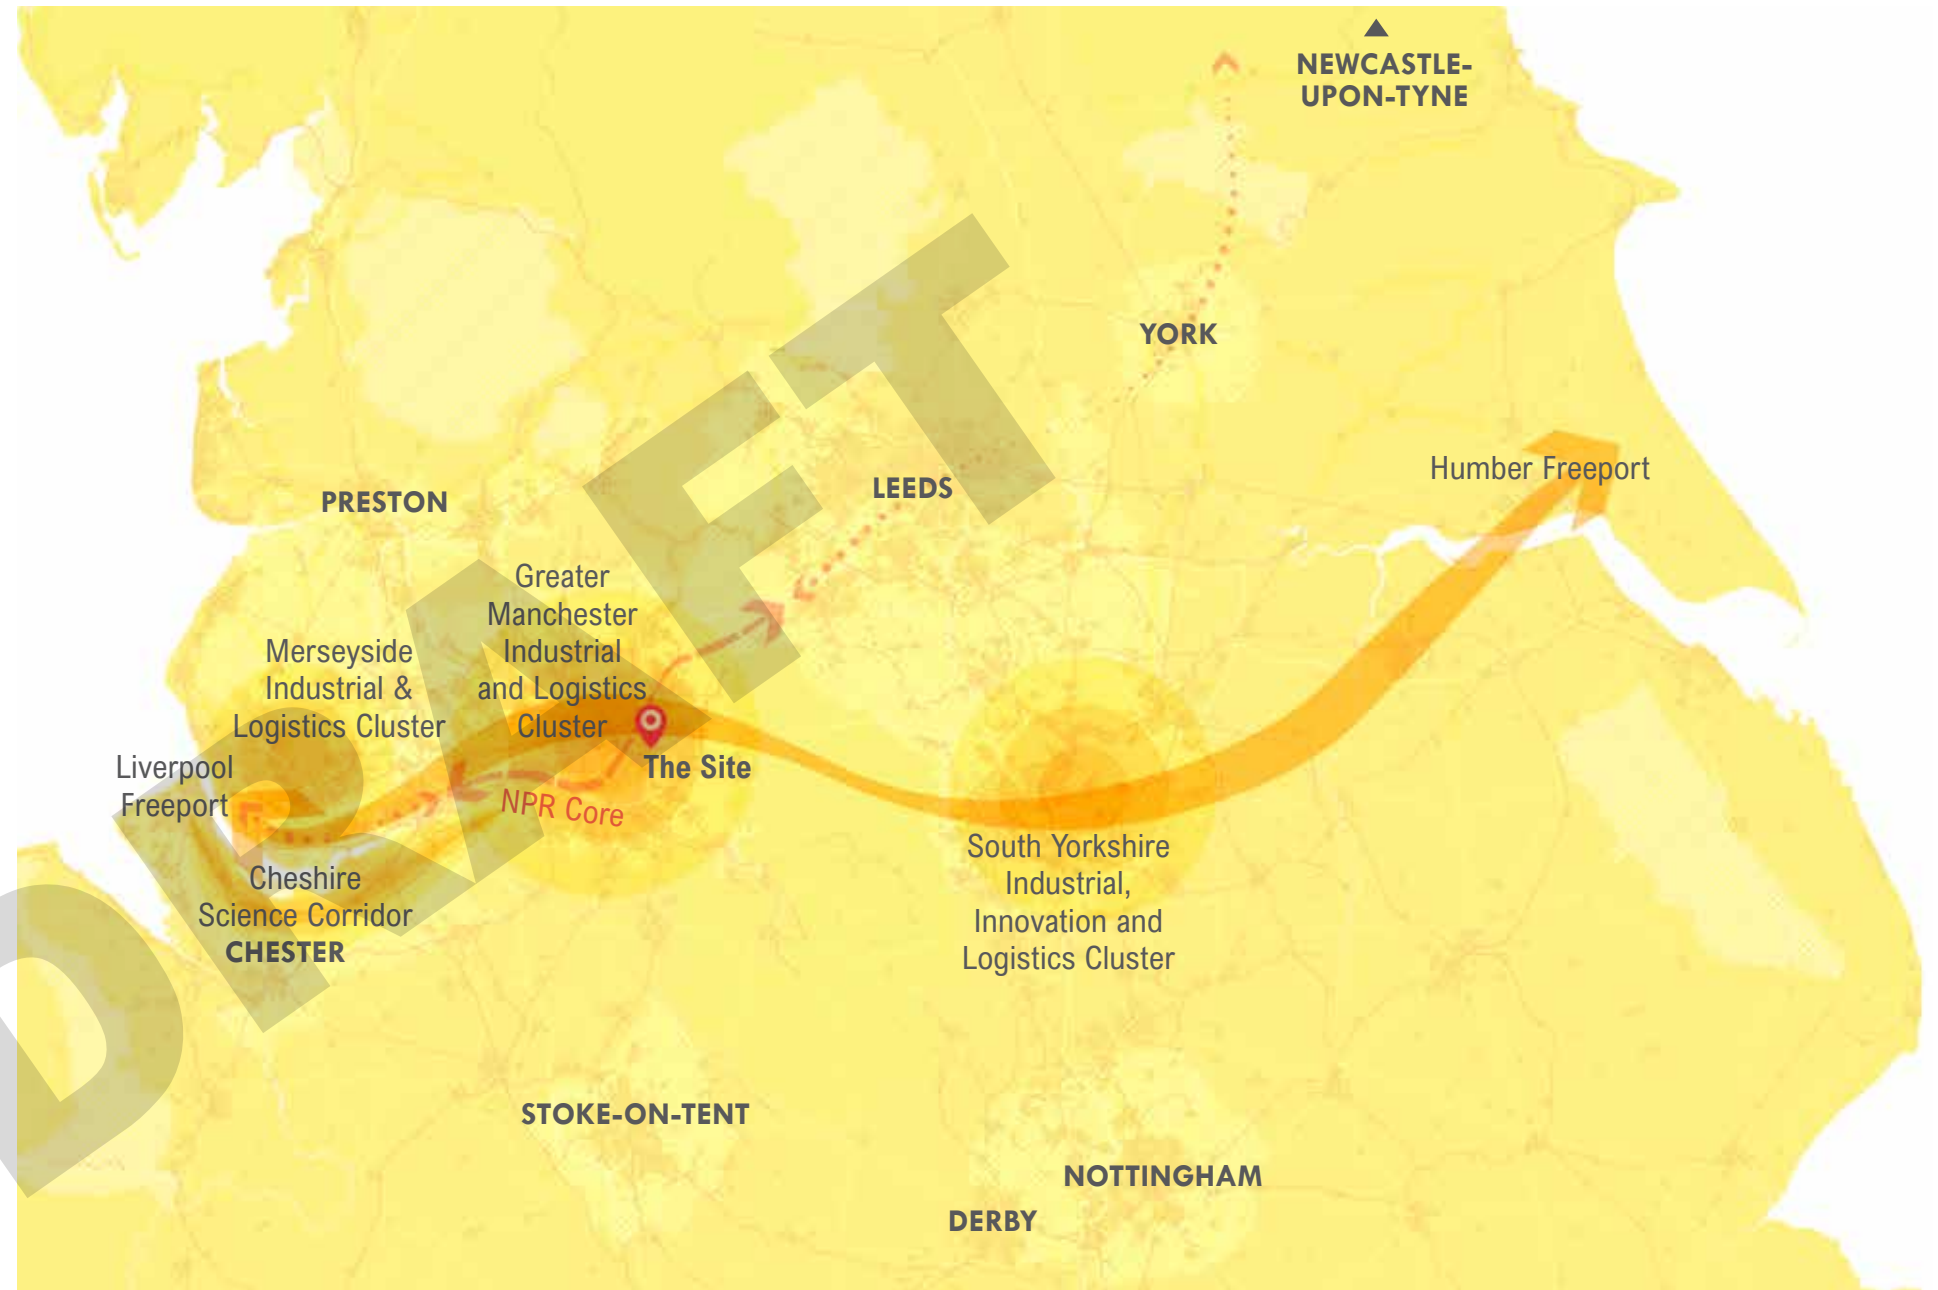 NEWCASTLE-
UPON-TYNE
YORK
Humber Freeport
LEEDS
PRESTON
Greater
Manchester
Industrial
and Logistics
Cluster
Merseyside
Industrial &
Logistics Cluster
Liverpool
Freeport
The Site
NPR Core
Cheshire
Science Corridor
CHESTER
South Yorkshire
Industrial,
Innovation and
Logistics Cluster
STOKE-ON-TENT
NOTTINGHAM
DERBY
DRAFT